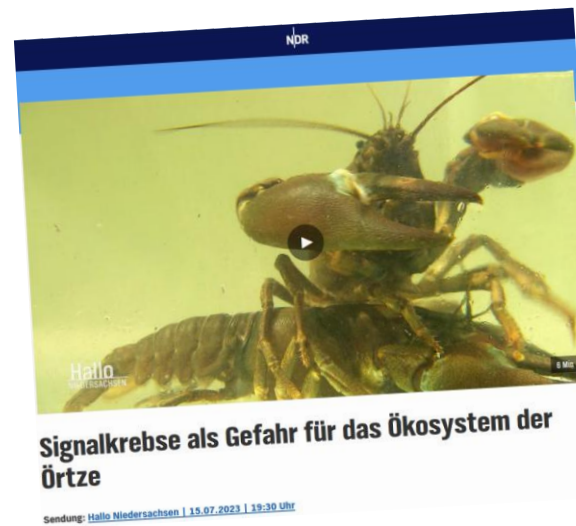 NDR
Hallo
NIEDERSACHSEN
6 Min
Signalkrebse als Gefahr für das Ökosystem der
Örtze
Sendung: Hallo Niedersachsen | 15.07.2023 | 19:30 Uhr